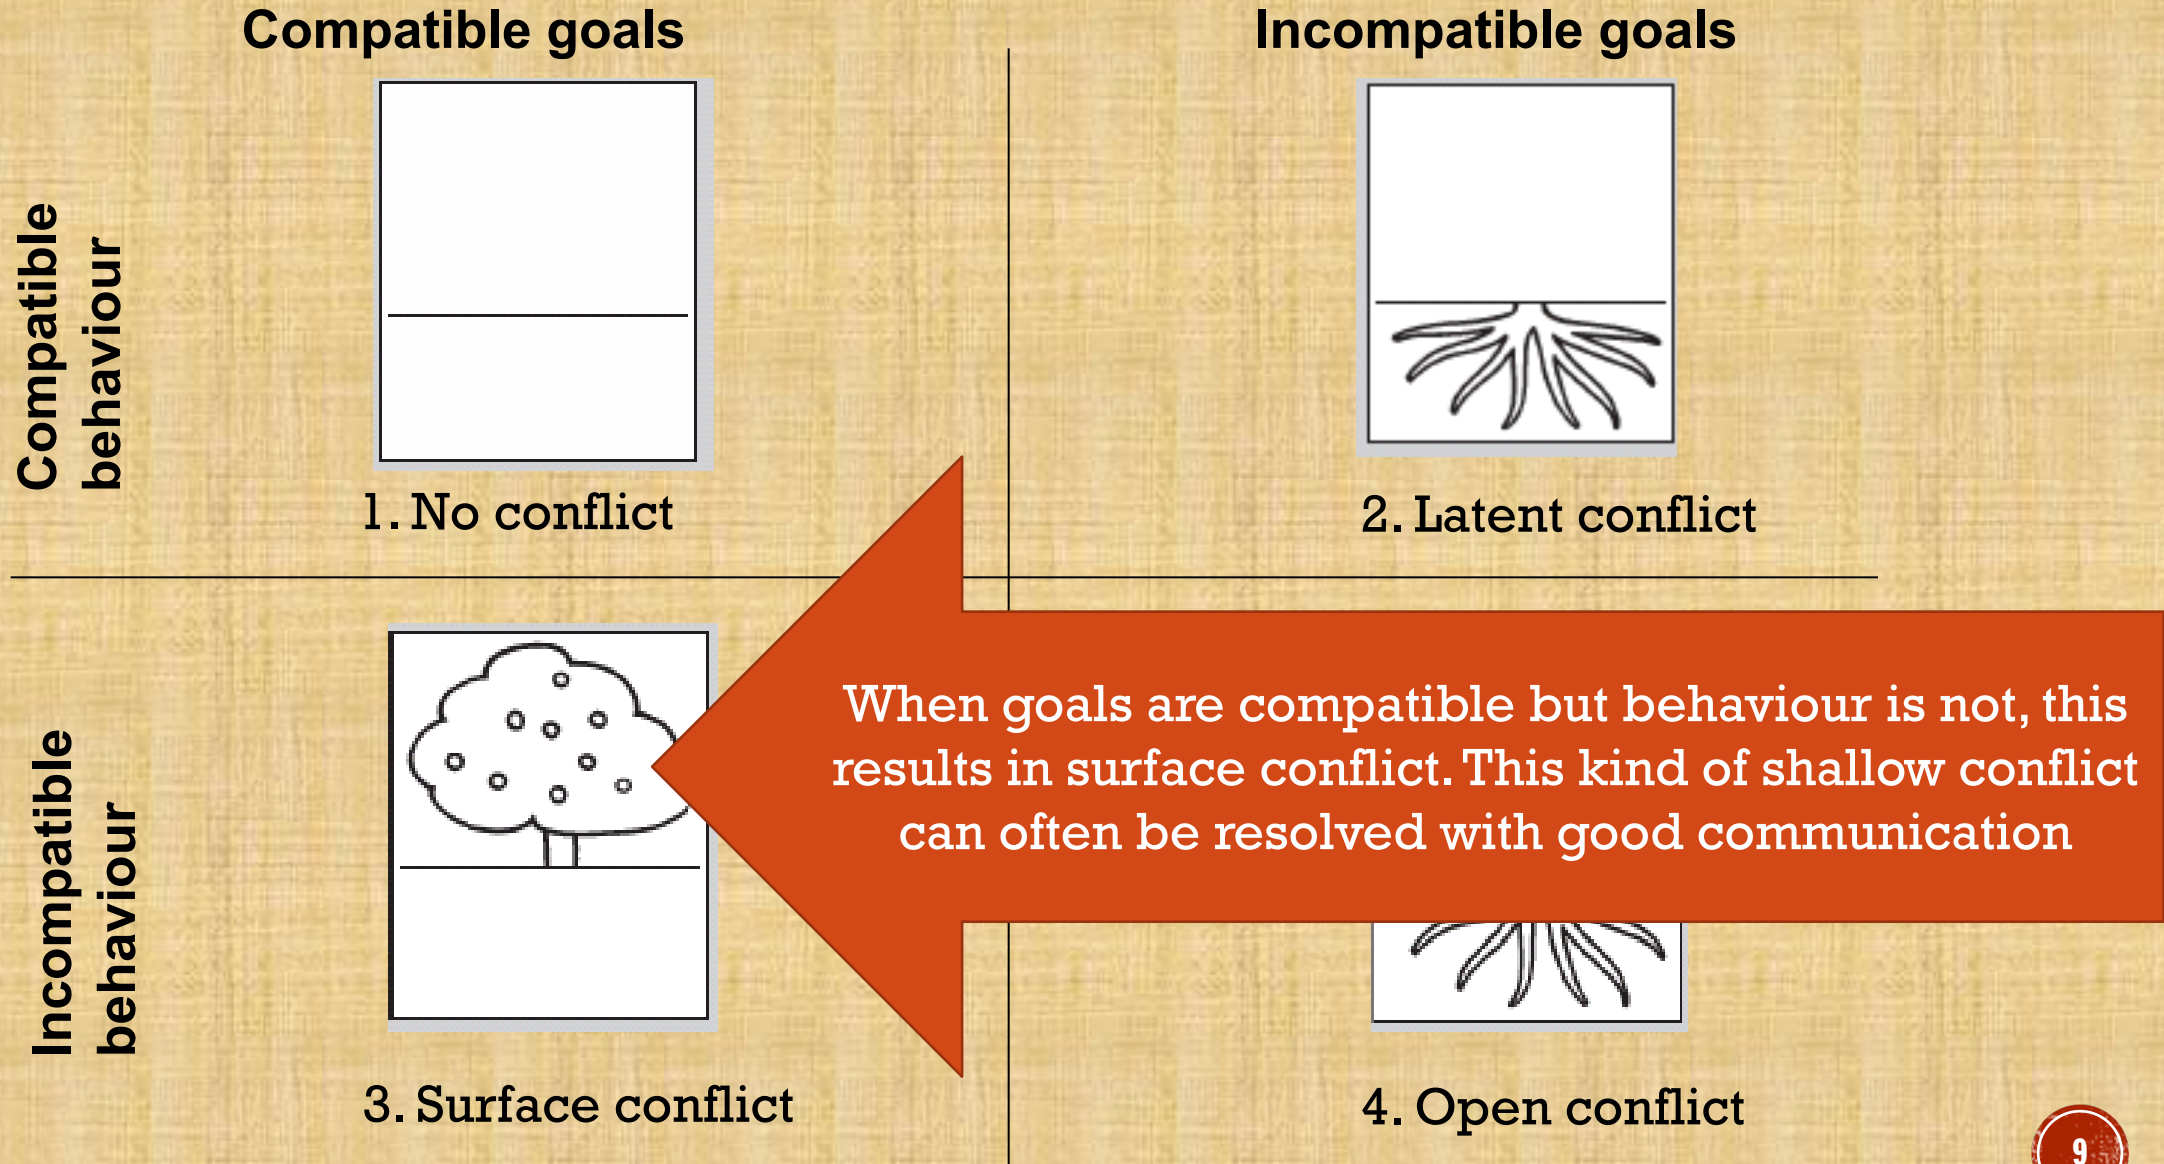 Compatible goals
Incompatible goals
Compatible
behaviour
1. No conflict
2. Latent conflict
When goals are compatible but behaviour is not, this
results in surface conflict. This kind of shallow conflict
can often be resolved with good communication
Incompatible
behaviour
3. Surface conflict
4. Open conflict
9